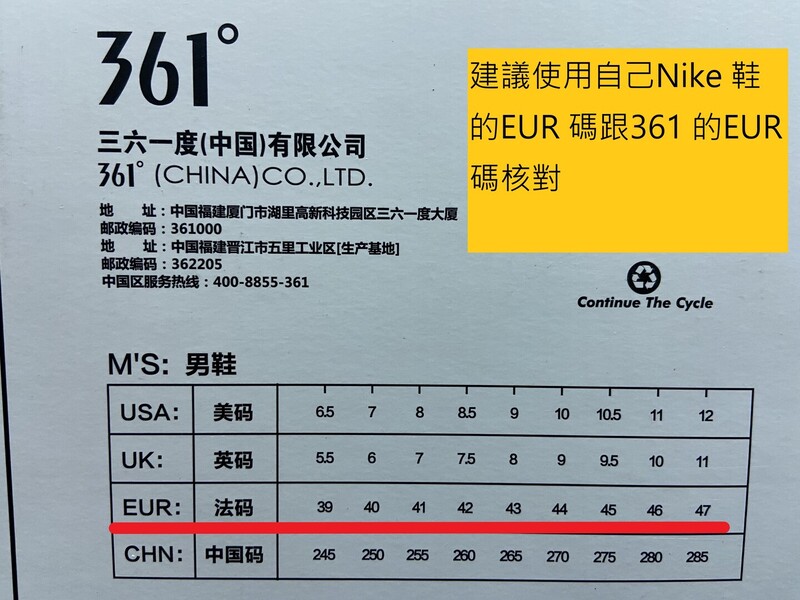 361°
三六一度(中国)有限公司
361° (CHINA)CO.,LTD.
地　　址：中国福建厦门市湖里高新科技园区三六一度大厦
邮政编码：361000
地　　址：中国福建晋江市五里工业区[生产基地]
邮政编码：362205
中国区服务热线：400-8855-361
建議使用自己Nike 鞋
的EUR 碼跟361 的EUR
碼核對
Continue The Cycle
M'S: 男鞋
USA: 美码 6.5 7 8 8.5 9 10 10.5 11 12
UK: 英码 5.5 6 7 7.5 8 9 9.5 10 11
EUR: 法码 39 40 41 42 43 44 45 46 47
CHN: 中国码 245 250 255 260 265 270 275 280 285